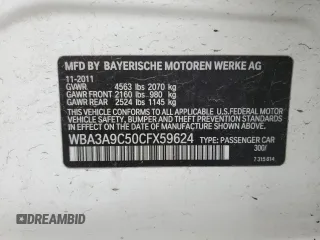 MFD BY BAYERISCHE MOTOREN WERKE AG
11-2011
GVWR 4563 lbs 2070 kg
GAWR FRONT 2160 lbs 980 kg
GAWR REAR 2524 lbs 1145 kg
THIS VEHICLE CONFORMS TO ALL APPLICABLE
U.S.FEDERAL MOTOR VEHICLE SAFETY, BUMPER,
AND THEFT PREVENTION STANDARDS IN EFFECT
ON THE DATE OF MANUFACTURE SHOWN ABOVE.
WBA3A9C50CFX59624 TYPE: PASSENGER CAR
300/
7 315 014
DREAMBID